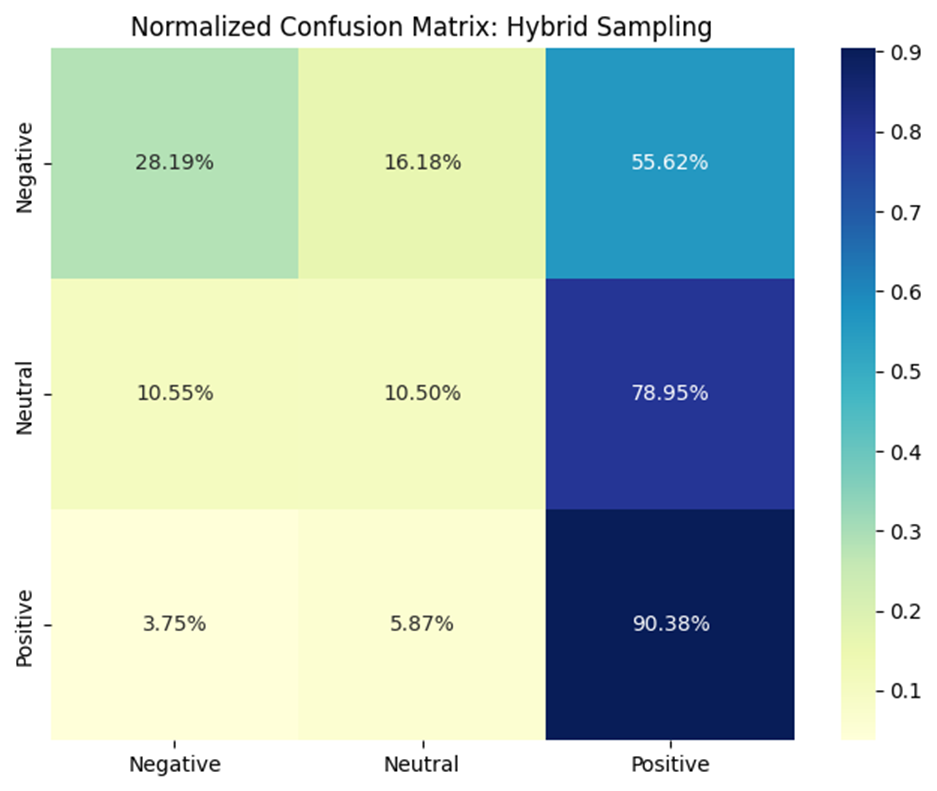 Normalized Confusion Matrix: Hybrid Sampling
Negative
28.19%
16.18%
55.62%
Neutral
10.55%
10.50%
78.95%
Positive
3.75%
5.87%
90.38%
Negative
Neutral
Positive
0.9
0.8
0.7
0.6
0.5
0.4
0.3
0.2
0.1